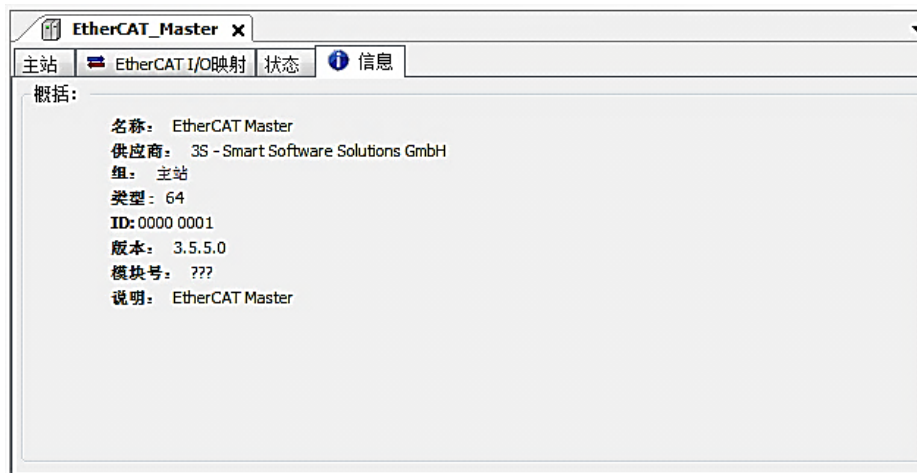 EtherCAT_Master
主站 EtherCAT I/O映射 状态 信息
概括:
名称: EtherCAT Master
供应商: 3S - Smart Software Solutions GmbH
组: 主站
类型: 64
ID: 0000 0001
版本: 3.5.5.0
模块号: ???
说明: EtherCAT Master